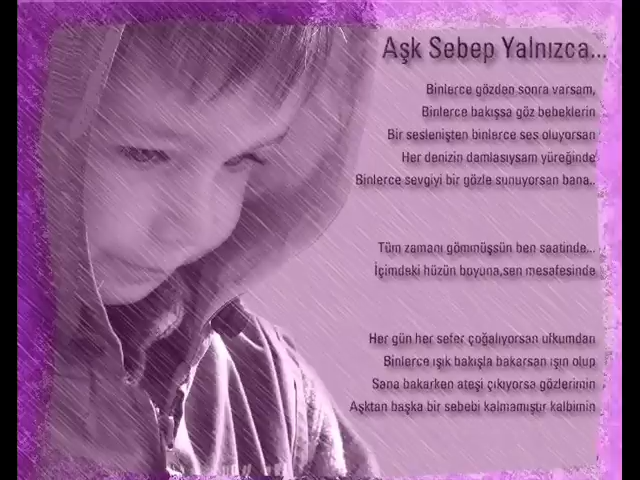 Aşk Sebep Yalnızca...
Binlerce gözden sonra varsam,
Binlerce bakışsa göz bebeklerin
Bir seslenişten binlerce ses oluyorsan
Her denizin damlasıysam yüreğinde
Binlerce sevgiyi bir gözle sunuyorsan bana..
Tüm zamanı gömmüşsün ben saatinde...
İçimdeki hüzün boyuna,sen mesafesinde
Her gün her sefer çoğalıyorsan ufkumdan
Binlerce ışık bakışla bakarsan ışın olup
Sana bakarken ateşi çıkıyorsa gözlerimin
Aşktan başka bir sebebi kalmamıştır kalbimin